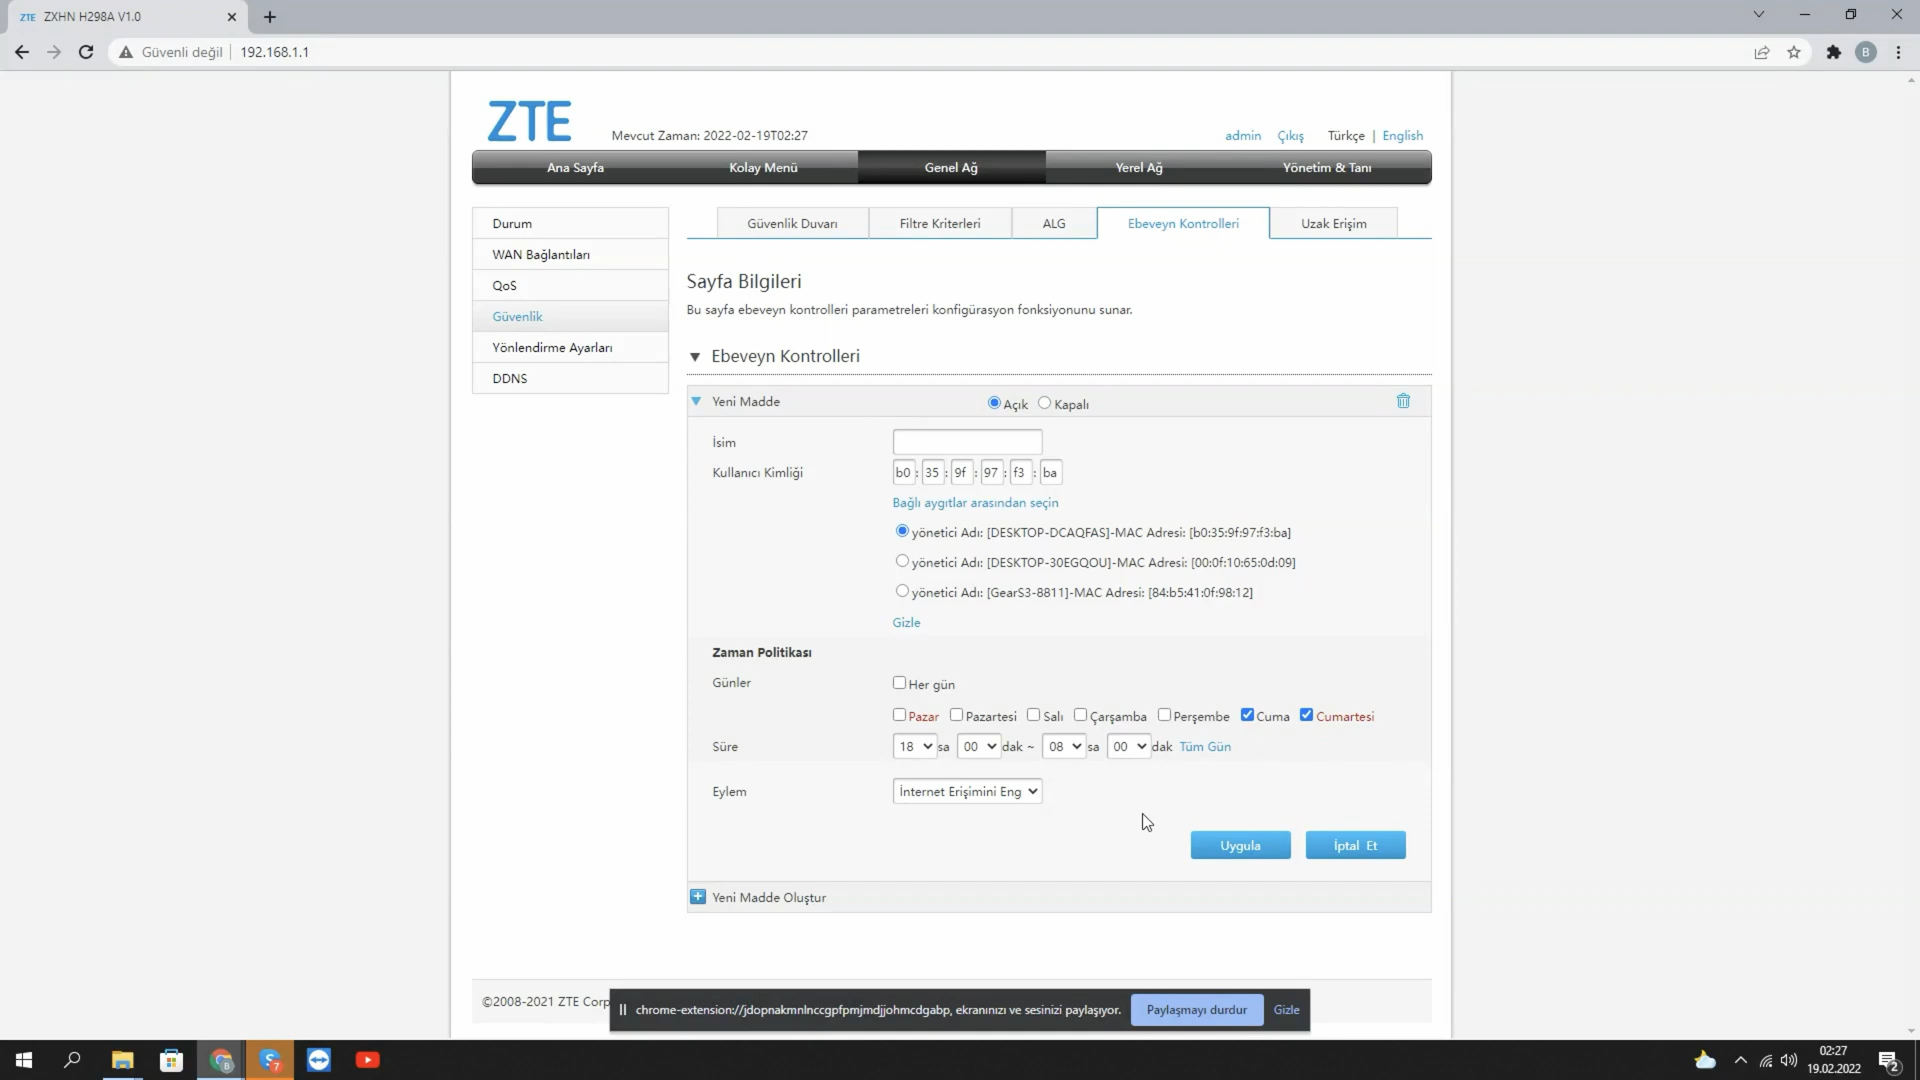 ZTE ZXHN H298A V1.0
Güvenli değil 192.168.1.1
B
ZTE
Mevcut Zaman: 2022-02-19T02:27
admin Çıkış Türkçe | English
Ana Sayfa Kolay Menü Genel Ağ Yerel Ağ Yönetim & Tanı
Durum
WAN Bağlantıları
QoS
Güvenlik
Yönlendirme Ayarları
DDNS
Güvenlik Duvarı Filtre Kriterleri ALG Ebeveyn Kontrolleri Uzak Erişim
Sayfa Bilgileri
Bu sayfa ebeveyn kontrolleri parametreleri konfigürasyon fonksiyonunu sunar.
Ebeveyn Kontrolleri
Yeni Madde Açık Kapalı
İsim
Kullanıcı Kimliği b0 : 35 : 9f : 97 : f3 : ba
Bağlı aygıtlar arasından seçin
yönetici Adı: [DESKTOP-DCAQFAS]-MAC Adresi: [b0:35:9f:97:f3:ba]
yönetici Adı: [DESKTOP-30EGQOU]-MAC Adresi: [00:0f:10:65:0d:09]
yönetici Adı: [GearS3-8811]-MAC Adresi: [84:b5:41:0f:98:12]
Gizle
Zaman Politikası
Günler Her gün
Pazar Pazartesi Salı Çarşamba Perşembe Cuma Cumartesi
Süre 18 sa 00 dak ~ 08 sa 00 dak Tüm Gün
Eylem İnternet Erişimini Eng
Uygula İptal Et
Yeni Madde Oluştur
©2008-2021 ZTE Corp
chrome-extension://jdopnakmnlnccgpfpmjmdjjohmcdgabp, ekranınızı ve sesinizi paylaşıyor. Paylaşmayı durdur Gizle
S 7
02:27
19.02.2022
2